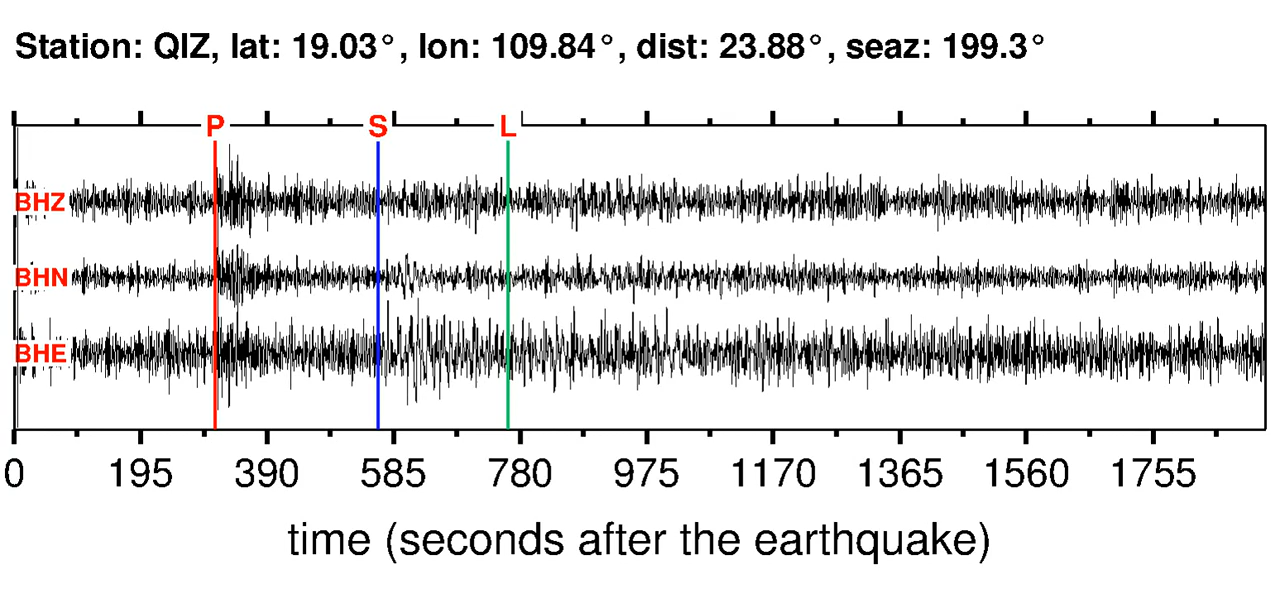 Station: QIZ, lat: 19.03°, lon: 109.84°, dist: 23.88°, seaz: 199.3°
P S L
BHZ
BHN
BHE
0 195 390 585 780 975 1170 1365 1560 1755
time (seconds after the earthquake)